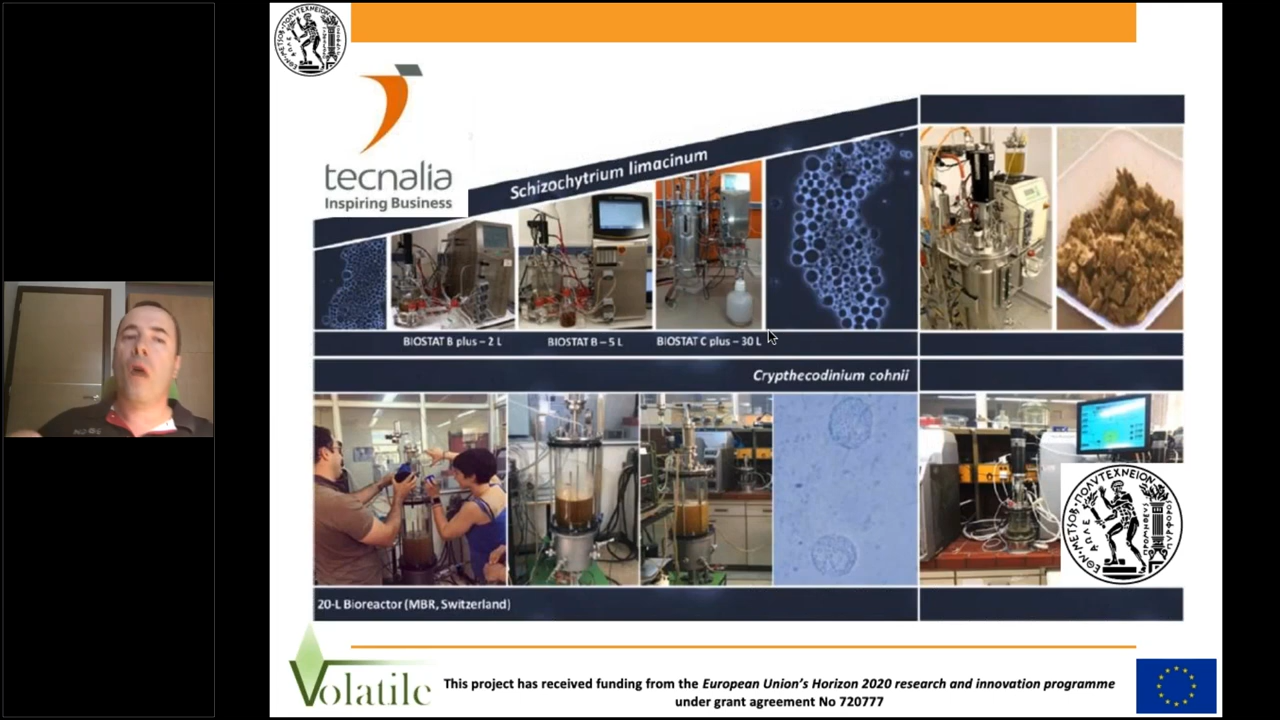 tecnalia
Inspiring Business
Schizochytrium limacinum
BIOSTAT B plus – 2 L
BIOSTAT B – 5 L
BIOSTAT C plus – 30 L
Crypthecodinium cohnii
20-L Bioreactor (MBR, Switzerland)
Volatile
This project has received funding from the European Union's Horizon 2020 research and innovation programme
under grant agreement No 720777